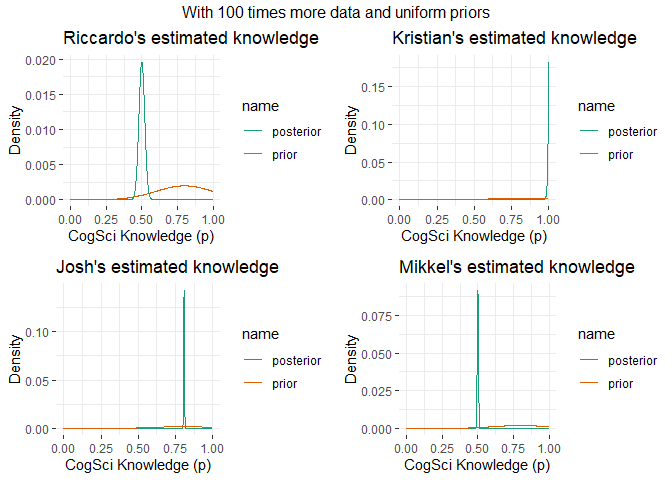 With 100 times more data and uniform priors
Riccardo's estimated knowledge
0.020
0.015
0.010
0.005
0.000
Density
0.00 0.25 0.50 0.75 1.00
CogSci Knowledge (p)
name
posterior
prior
Kristian's estimated knowledge
0.15
0.10
0.05
0.00
Density
0.00 0.25 0.50 0.75 1.00
CogSci Knowledge (p)
name
posterior
prior
Josh's estimated knowledge
0.10
0.05
0.00
Density
0.00 0.25 0.50 0.75 1.00
CogSci Knowledge (p)
name
posterior
prior
Mikkel's estimated knowledge
0.075
0.050
0.025
0.000
Density
0.00 0.25 0.50 0.75 1.00
CogSci Knowledge (p)
name
posterior
prior